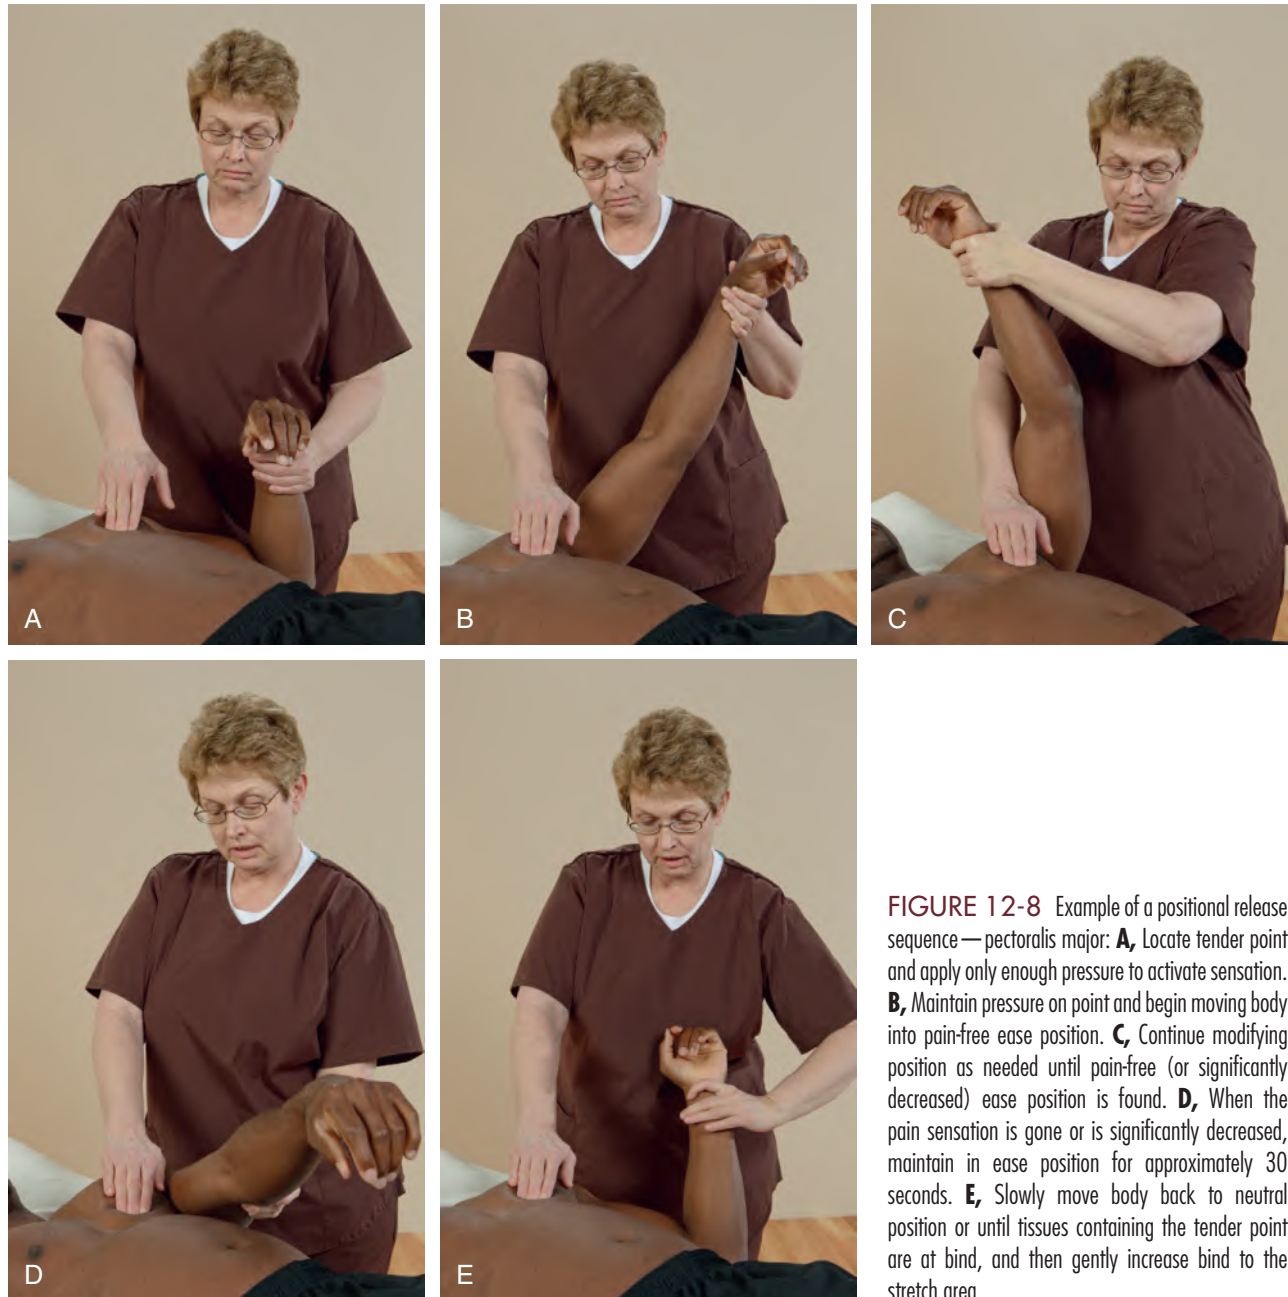 A
B
C
D
E
FIGURE 12-8 Example of a positional release
sequence — pectoralis major: A, Locate tender point
and apply only enough pressure to activate sensation.
B, Maintain pressure on point and begin moving body
into pain-free ease position. C, Continue modifying
position as needed until pain-free (or significantly
decreased) ease position is found. D, When the
pain sensation is gone or is significantly decreased,
maintain in ease position for approximately 30
seconds. E, Slowly move body back to neutral
position or until tissues containing the tender point
are at bind, and then gently increase bind to the
stretch area